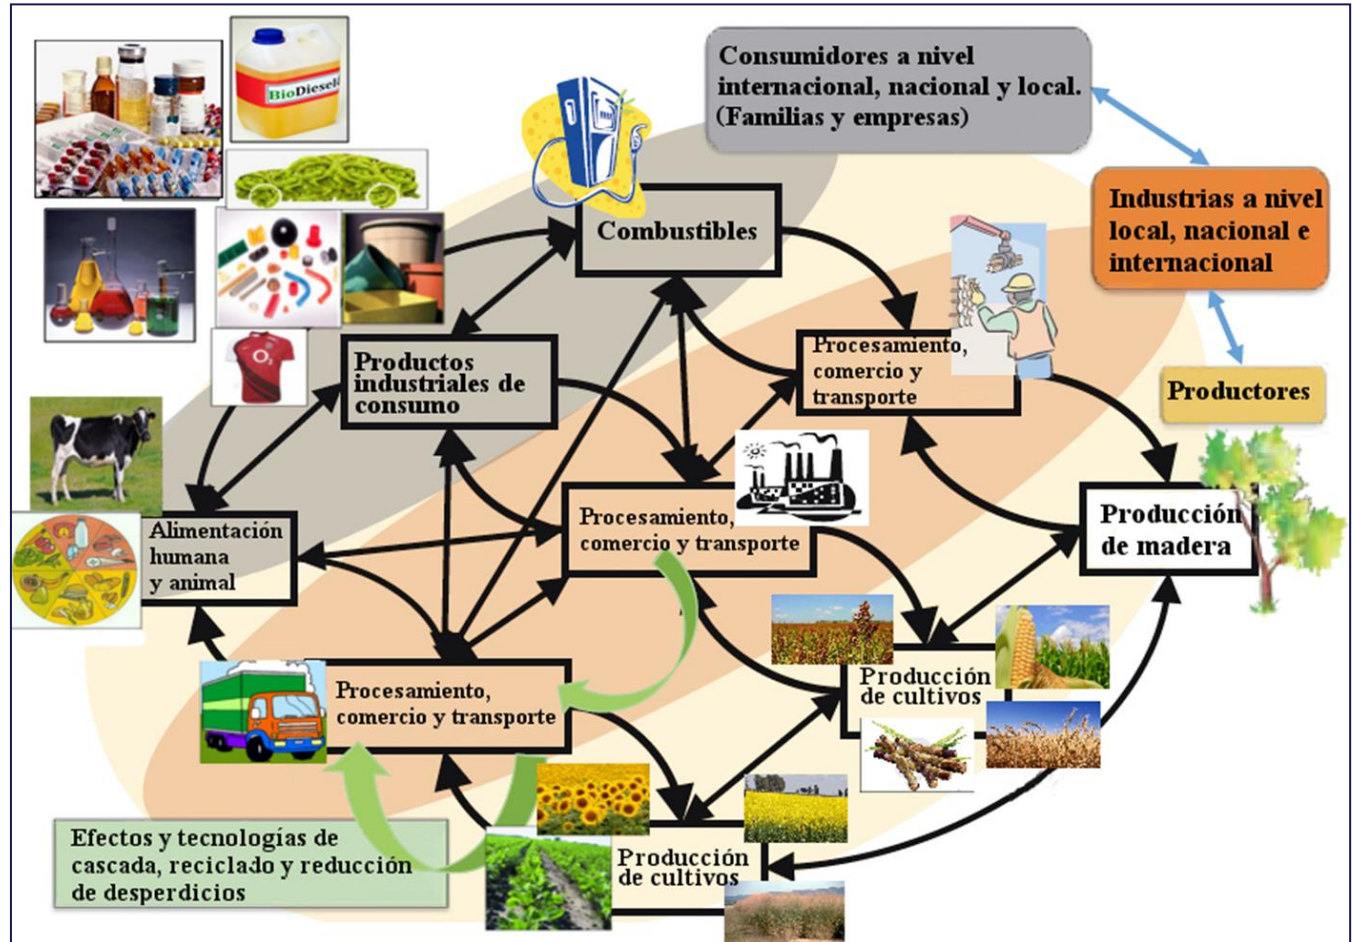 BioDiesel
Consumidores a nivel
internacional, nacional y local.
(Familias y empresas)
Industrias a nivel
local, nacional e
internacional
Productores
Combustibles
Productos
industriales de
consumo
O2
Procesamiento,
comercio y
transporte
Alimentación
humana
y animal
Procesamiento,
comercio y transporte
Producción
de madera
Procesamiento,
comercio y transporte
Producción
de cultivos
Producción
de cultivos
Efectos y tecnologías de
cascada, reciclado y reducción
de desperdicios